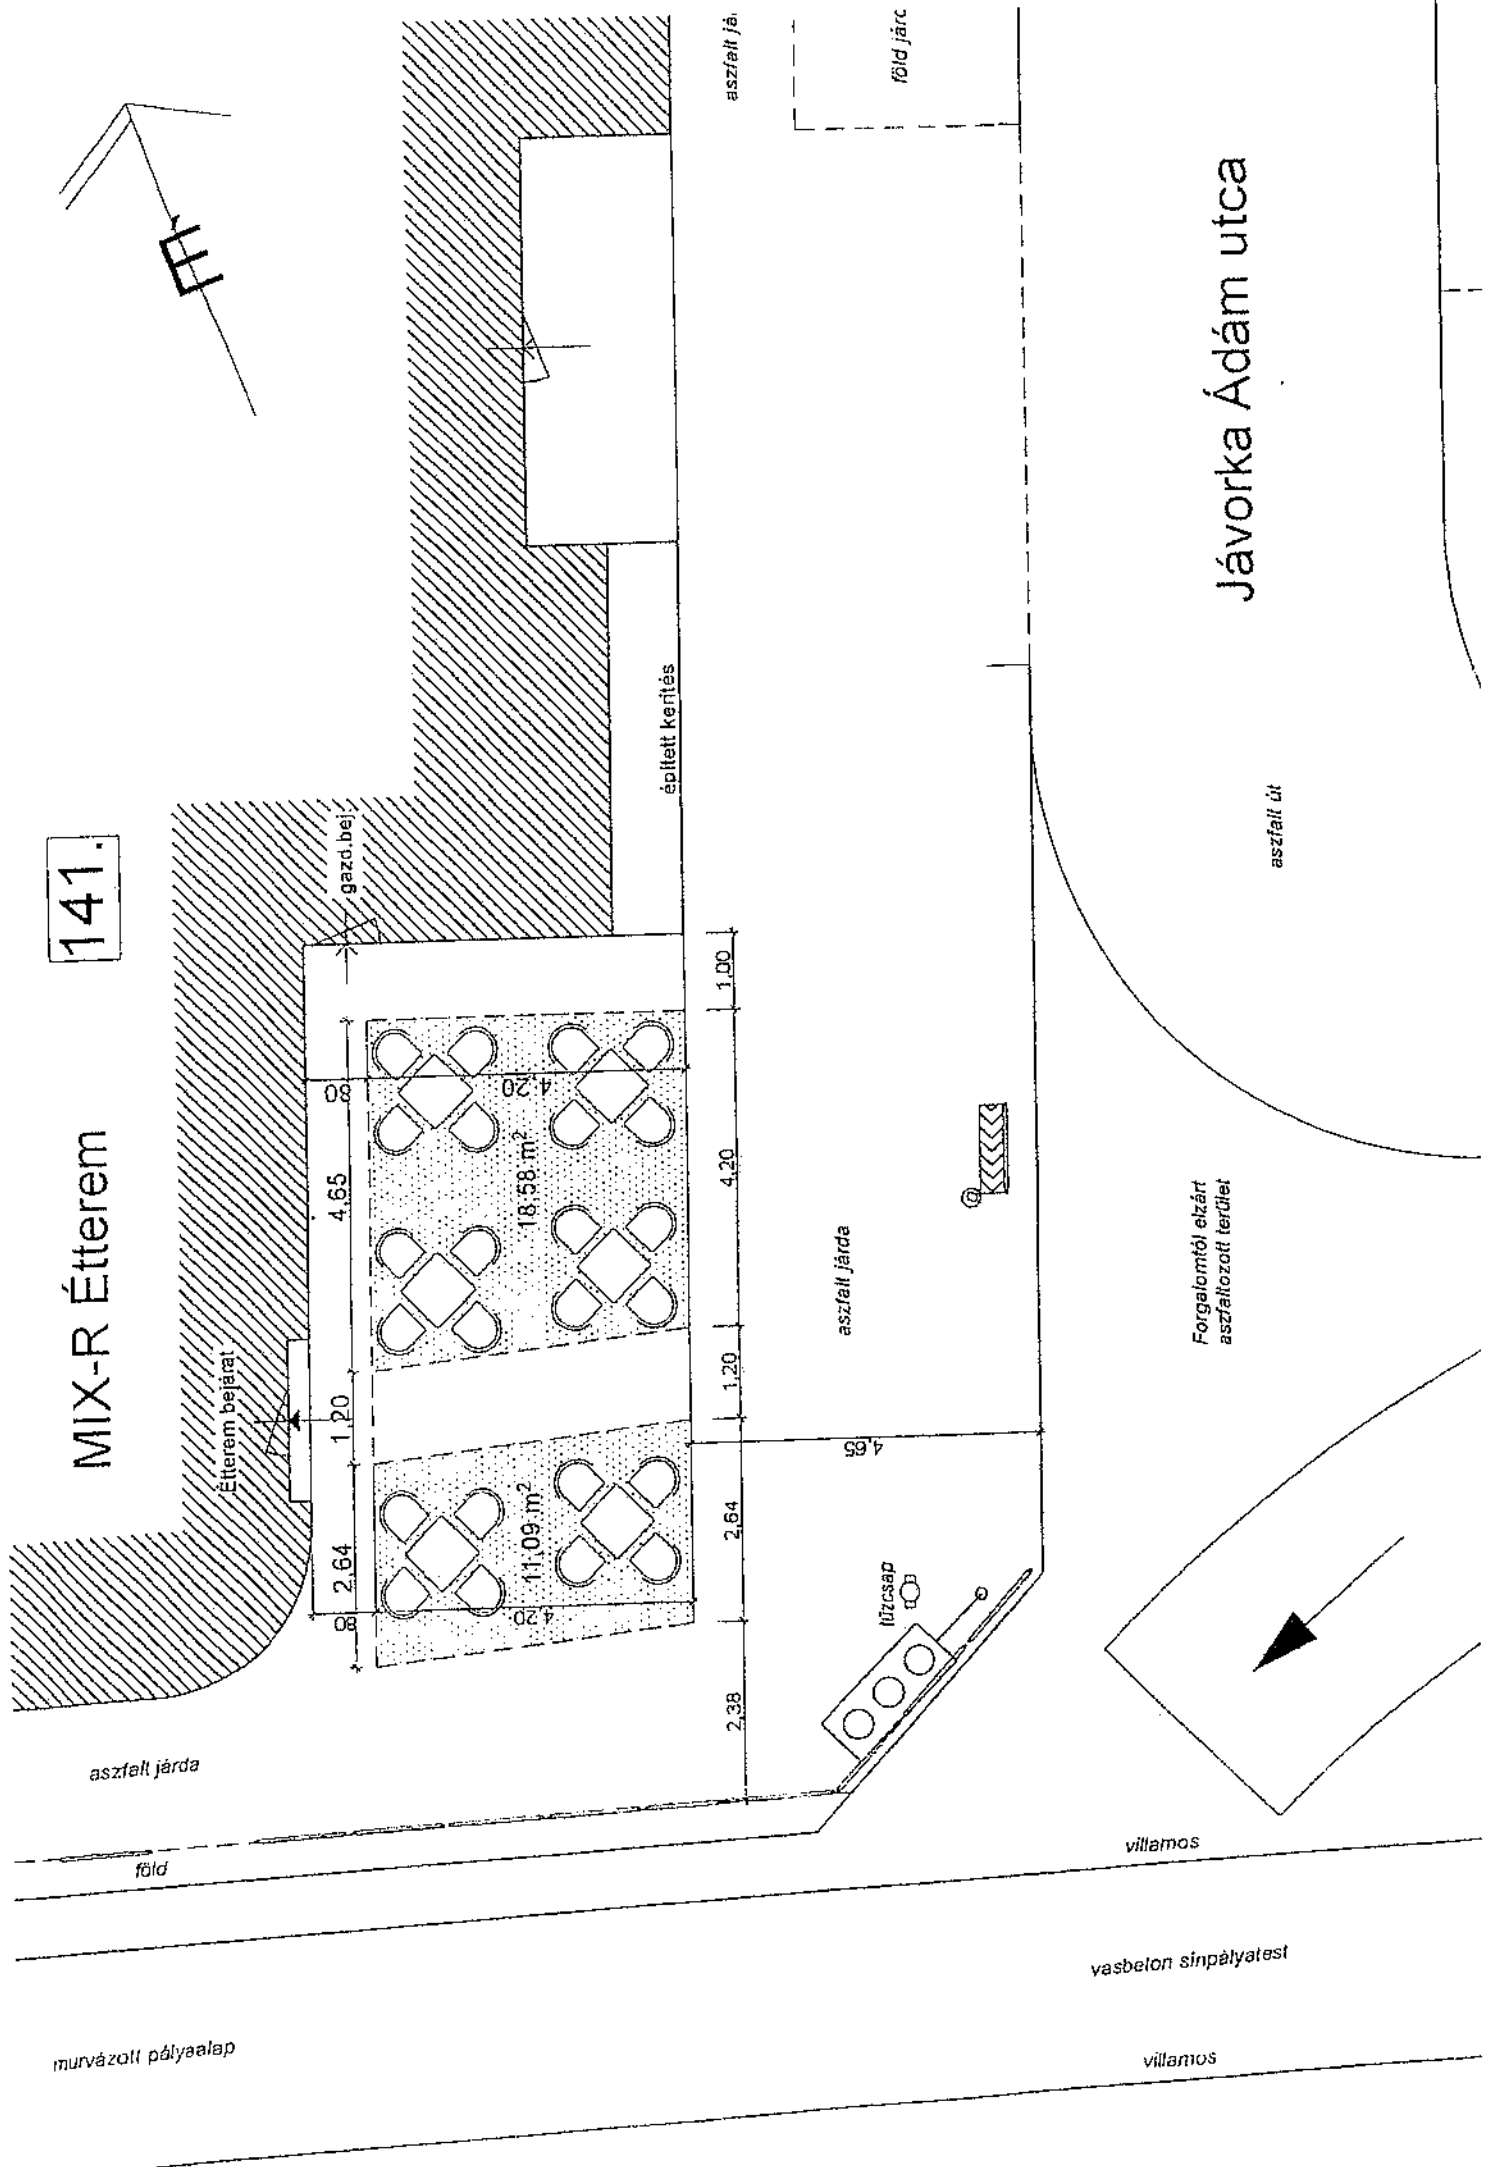 MIX-R Étterem
141.
É
Étterem bejárat
gazd.bej.
80
4,65
1,20
2,64
80
4,20
18,58 m²
11,09 m²
4,20
épített kerítés
1,00
4,20
1,20
2,64
2,38
4,65
aszfalt já
föld járd
aszfalt járda
tűzcsap
Jávorka Ádám utca
aszfalt út
Forgalomtól elzárt
aszfaltozott terület
aszfalt járda
föld
villamos
vasbeton sínpályatest
murvázott pályaalap
villamos